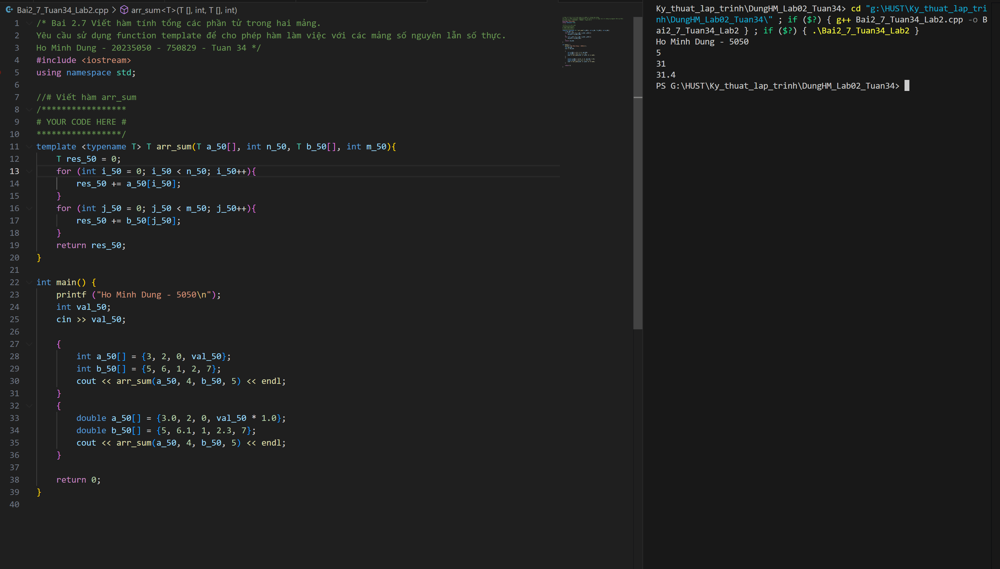 Bai2_7_Tuan34_Lab2.cpp > arr_sum<T>(T [], int, T [], int)
1 /* Bai 2.7 Viết hàm tính tổng các phần tử trong hai mảng.
2 Yêu cầu sử dụng function template để cho phép hàm làm việc với các mảng số nguyên lẫn số thực.
3 Ho Minh Dung - 20235050 - 750829 - Tuan 34 */
4 #include <iostream>
5 using namespace std;
6
7 //# Viết hàm arr_sum
8 /*****************
9 # YOUR CODE HERE #
10 *****************/
11 template <typename T> T arr_sum(T a_50[], int n_50, T b_50[], int m_50){
12     T res_50 = 0;
13     for (int i_50 = 0; i_50 < n_50; i_50++){
14         res_50 += a_50[i_50];
15     }
16     for (int j_50 = 0; j_50 < m_50; j_50++){
17         res_50 += b_50[j_50];
18     }
19     return res_50;
20 }
21
22 int main() {
23     printf ("Ho Minh Dung - 5050\n");
24     int val_50;
25     cin >> val_50;
26
27     {
28         int a_50[] = {3, 2, 0, val_50};
29         int b_50[] = {5, 6, 1, 2, 7};
30         cout << arr_sum(a_50, 4, b_50, 5) << endl;
31     }
32     {
33         double a_50[] = {3.0, 2, 0, val_50 * 1.0};
34         double b_50[] = {5, 6.1, 1, 2.3, 7};
35         cout << arr_sum(a_50, 4, b_50, 5) << endl;
36     }
37
38     return 0;
39 }
40
Ky_thuat_lap_trinh\DungHM_Lab02_Tuan34> cd "g:\HUST\Ky_thuat_lap_tri
nh\DungHM_Lab02_Tuan34\" ; if ($?) { g++ Bai2_7_Tuan34_Lab2.cpp -o B
ai2_7_Tuan34_Lab2 } ; if ($?) { .\Bai2_7_Tuan34_Lab2 }
Ho Minh Dung - 5050
5
31
31.4
PS G:\HUST\Ky_thuat_lap_trinh\DungHM_Lab02_Tuan34>